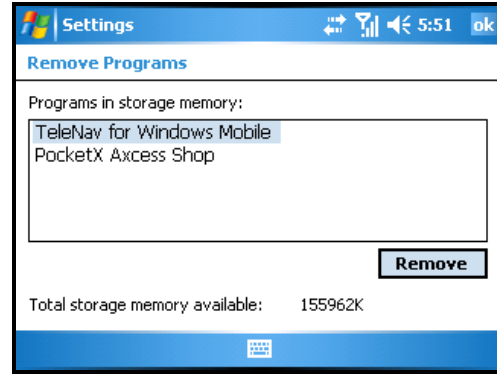 Settings 5:51 ok
Remove Programs
Programs in storage memory:
TeleNav for Windows Mobile
PocketX Axcess Shop
Remove
Total storage memory available: 155962K